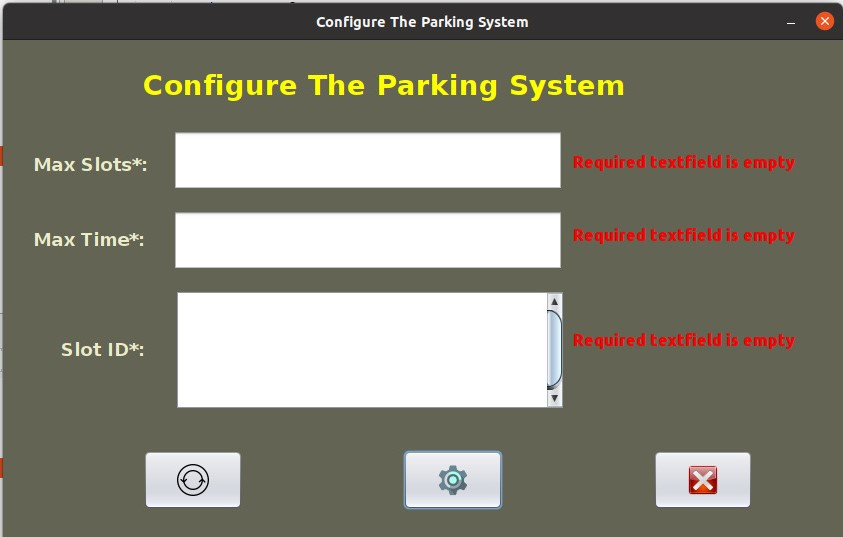 Configure The Parking System
Configure The Parking System
Max Slots*:
Required textfield is empty
Max Time*:
Required textfield is empty
Slot ID*:
Required textfield is empty